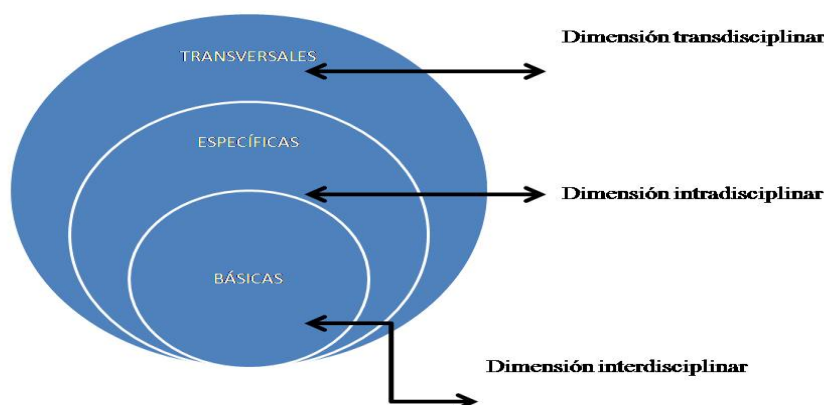 TRANSVERSALES
Dimensión transdisciplinar
ESPECÍFICAS
Dimensión intradisciplinar
BÁSICAS
Dimensión interdisciplinar